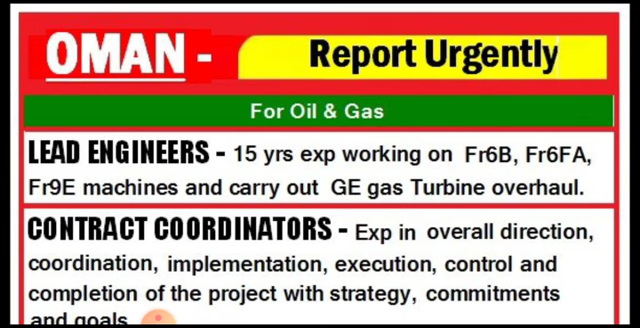 OMAN - Report Urgently
For Oil & Gas
LEAD ENGINEERS - 15 yrs exp working on Fr6B, Fr6FA,
Fr9E machines and carry out GE gas Turbine overhaul.
CONTRACT COORDINATORS - Exp in overall direction,
coordination, implementation, execution, control and
completion of the project with strategy, commitments
and goals